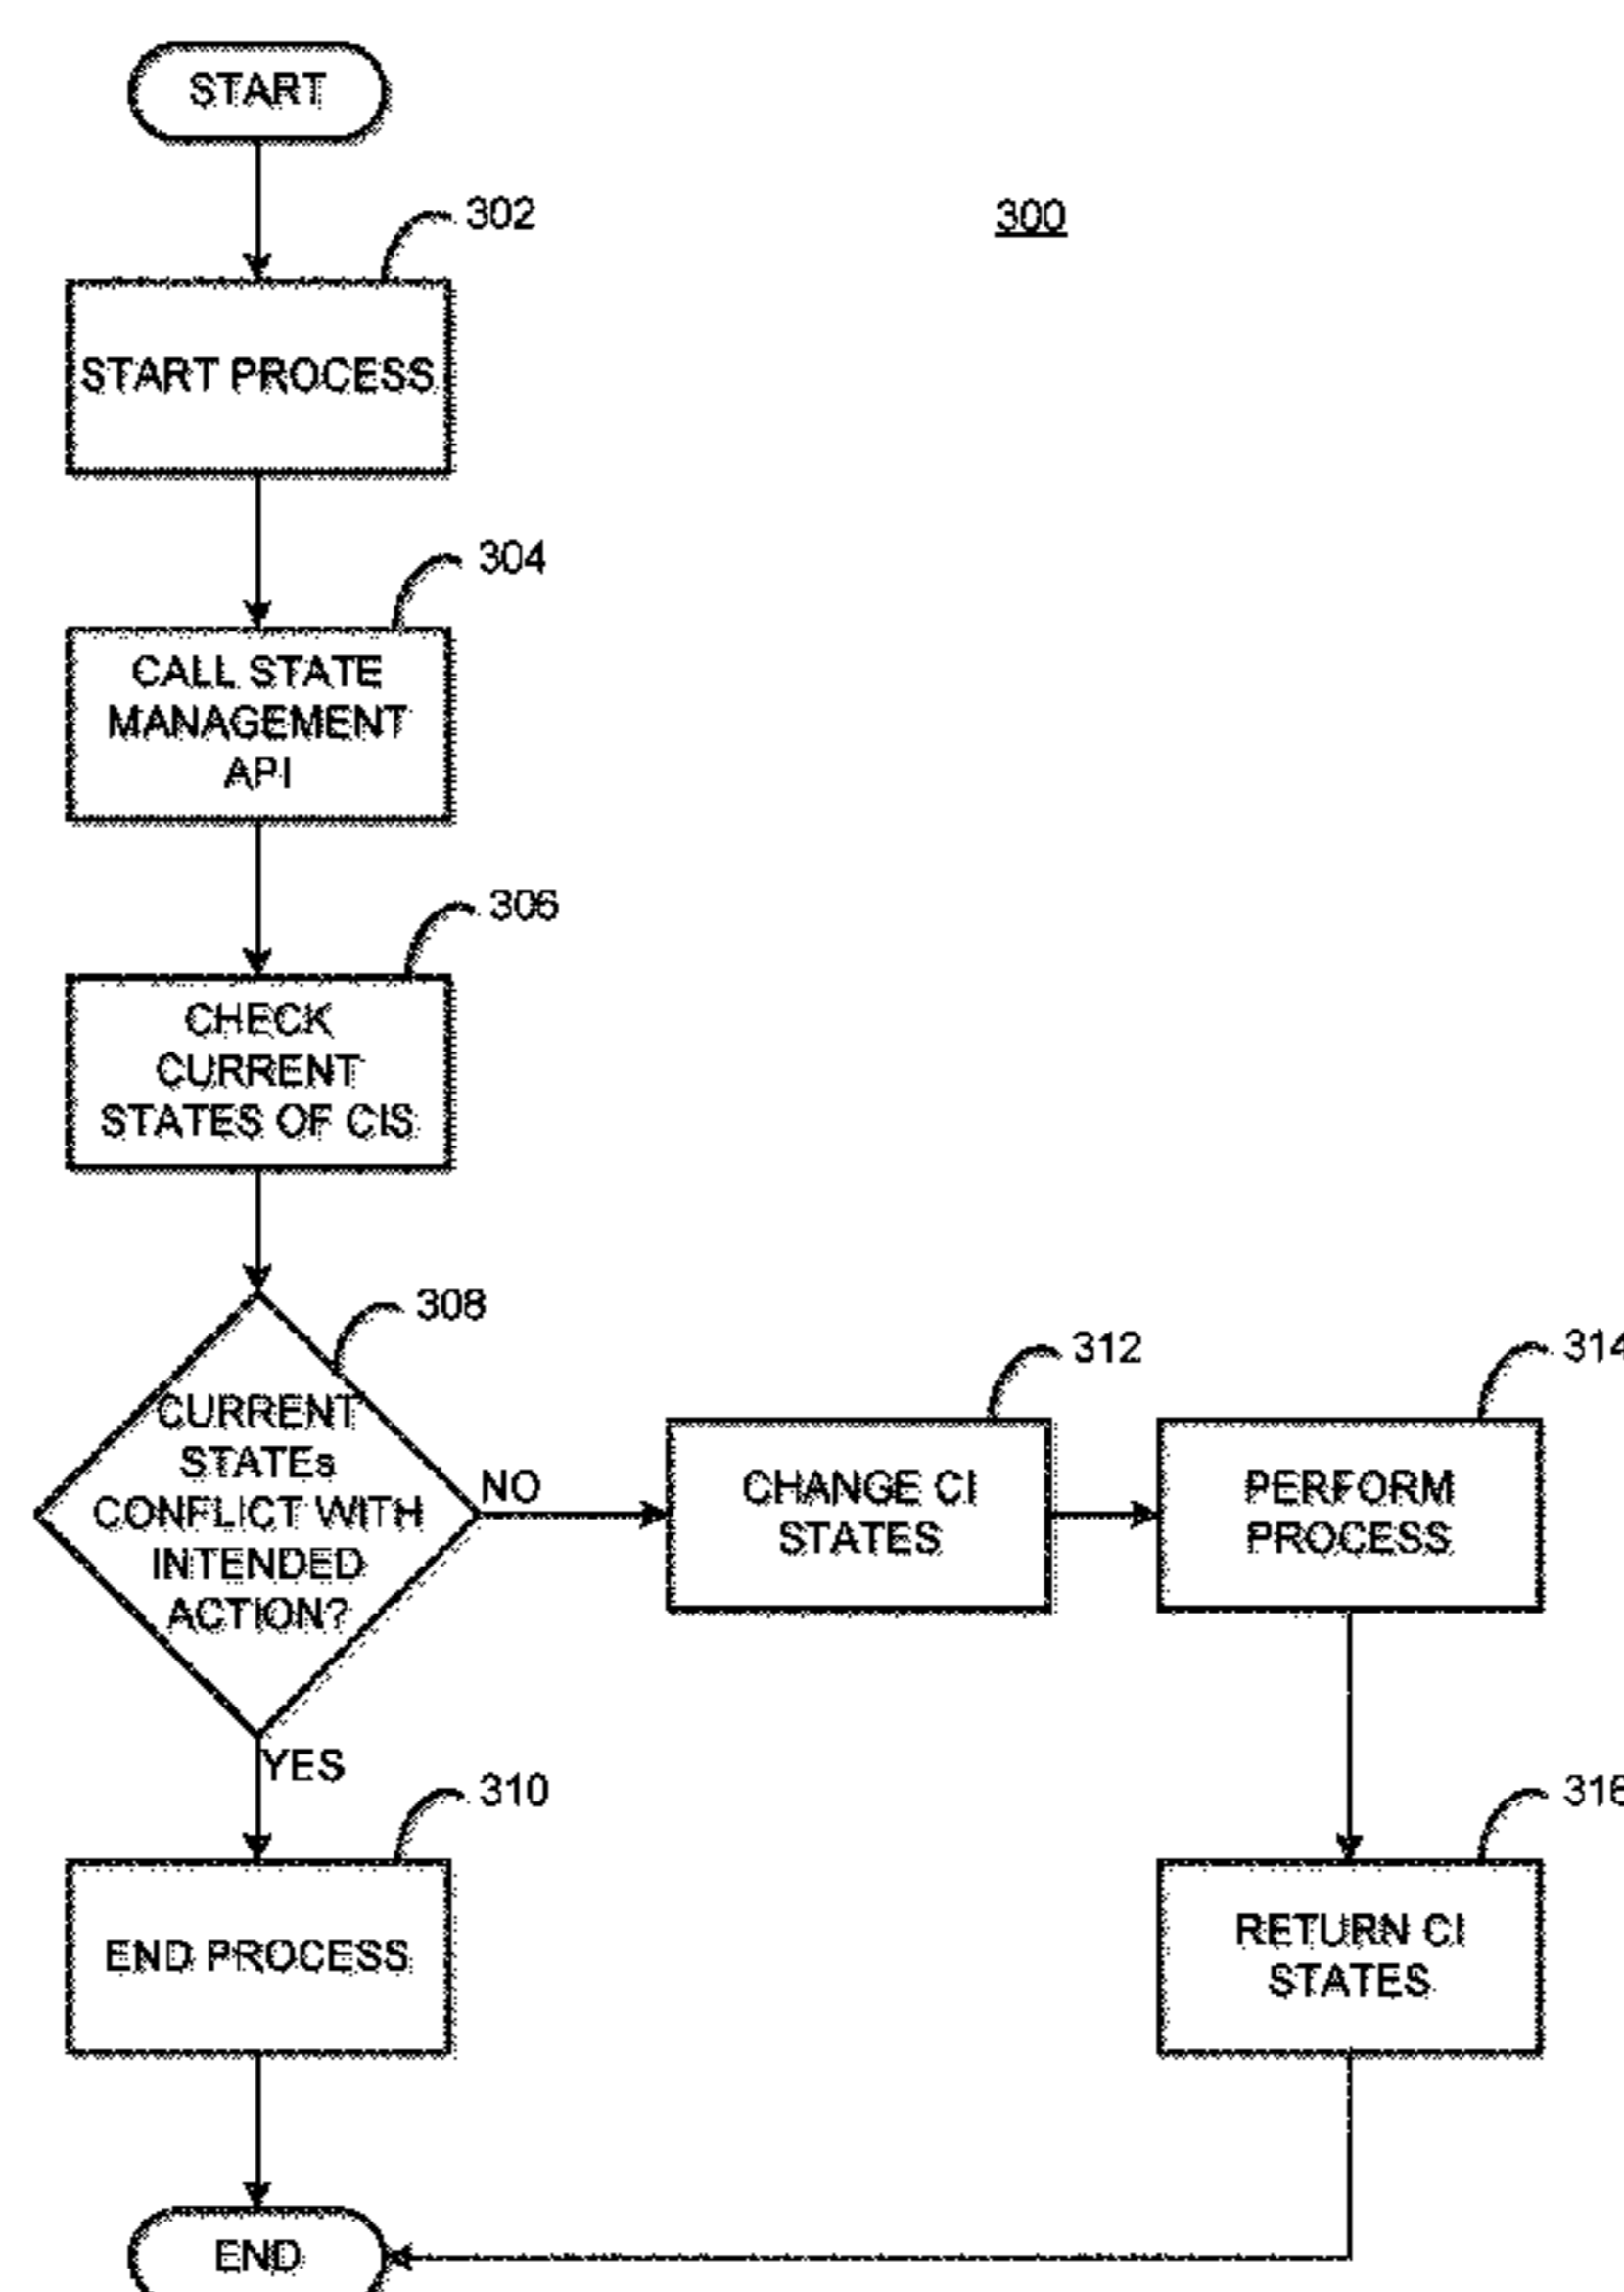 START
302
300
START PROCESS
304
CALL STATE
MANAGEMENT
API
306
CHECK
CURRENT
STATES OF CIS
308
CURRENT
STATEs
CONFLICT WITH
INTENDED
ACTION?
NO
312
CHANGE CI
STATES
314
PERFORM
PROCESS
YES
310
END PROCESS
316
RETURN CI
STATES
END